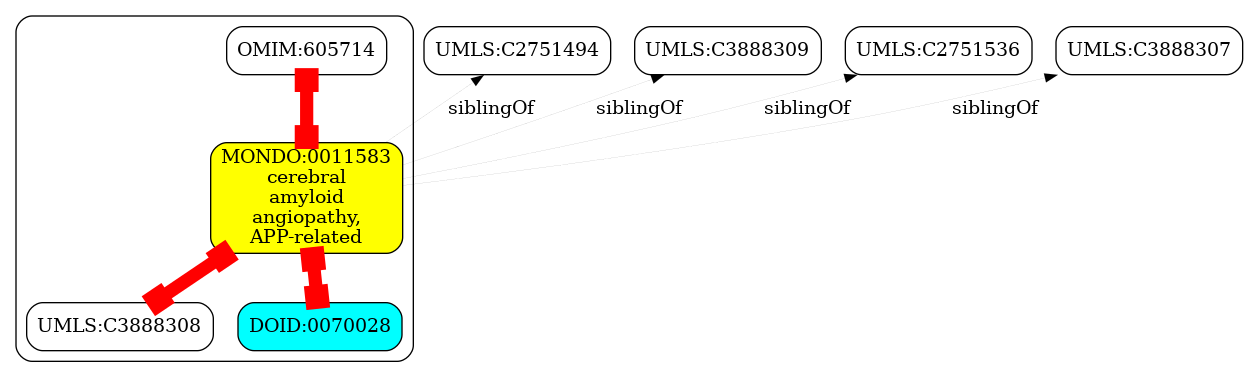 OMIM:605714
UMLS:C2751494
UMLS:C3888309
UMLS:C2751536
UMLS:C3888307
siblingOf
siblingOf
siblingOf
siblingOf
MONDO:0011583
cerebral
amyloid
angiopathy,
APP-related
UMLS:C3888308
DOID:0070028